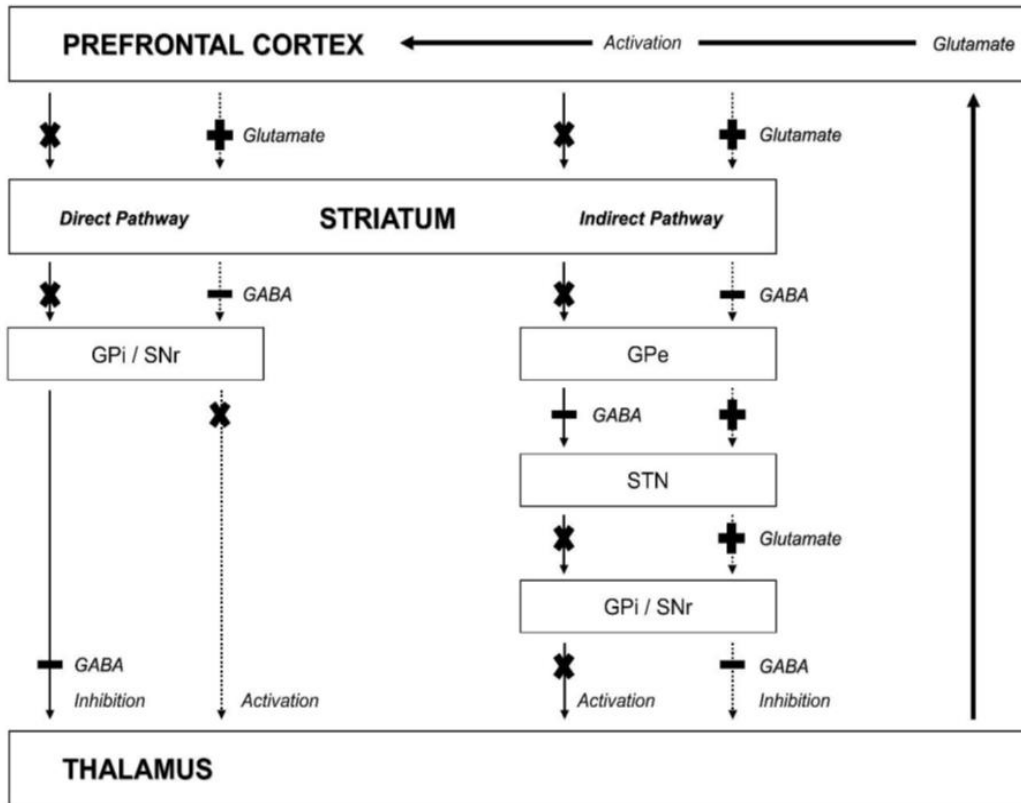 PREFRONTAL CORTEX Activation Glutamate
Glutamate Glutamate
Direct Pathway STRIATUM Indirect Pathway
GABA GABA
GPi / SNr GPe
GABA
STN
Glutamate
GPi / SNr
GABA GABA
Inhibition Activation Activation Inhibition
THALAMUS